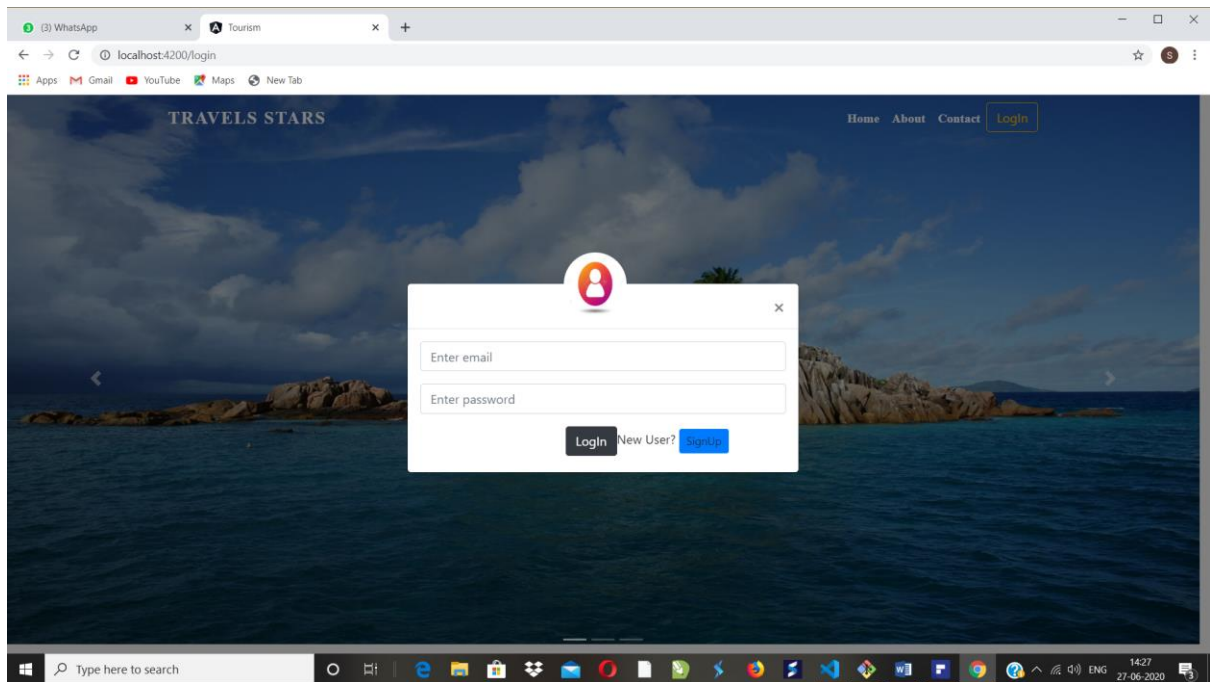 (3) WhatsApp
Tourism
localhost:4200/login
S
Apps Gmail YouTube Maps New Tab
TRAVELS STARS
Home About Contact LogIn
×
Enter email
Enter password
LogIn New User? SignUp
Type here to search
ENG
14:27
27-06-2020
3